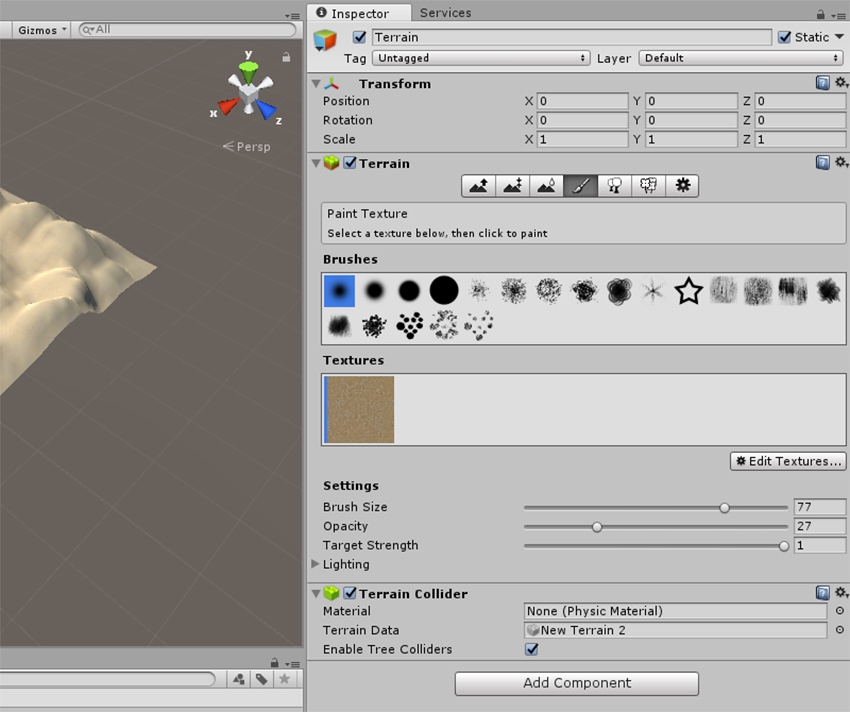 Gizmos
All
y
x
z
Persp
Inspector
Services
Terrain
Static
Tag
Untagged
Layer
Default
Transform
Position X 0 Y 0 Z 0
Rotation X 0 Y 0 Z 0
Scale X 1 Y 1 Z 1
Terrain
Paint Texture
Select a texture below, then click to paint
Brushes
Textures
Edit Textures...
Settings
Brush Size 77
Opacity 27
Target Strength 1
Lighting
Terrain Collider
Material None (Physic Material)
Terrain Data New Terrain 2
Enable Tree Colliders
Add Component